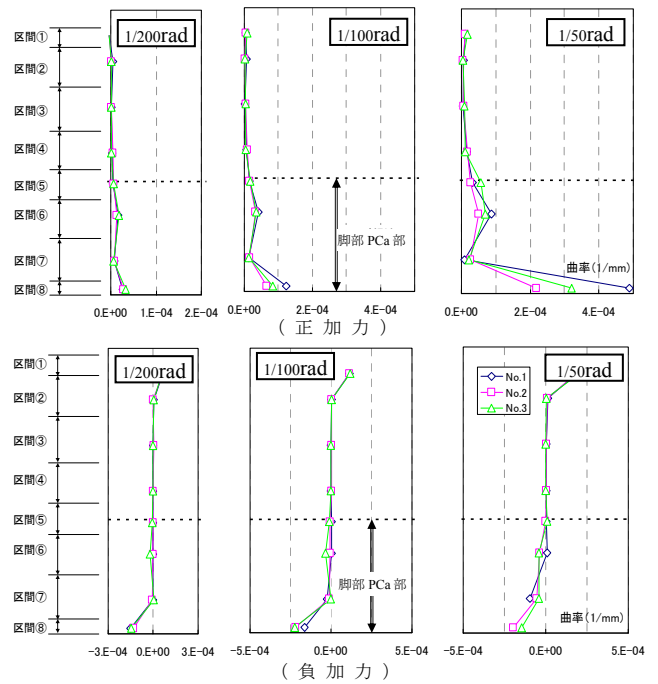 1/200rad
1/100rad
1/50rad
区間①
区間②
区間③
区間④
区間⑤
区間⑥
区間⑦
区間⑧
脚部 PCa 部
曲率(1/mm)
0.E+00 1.E-04 2.E-04
0.E+00 2.E-04 4.E-04
0.E+00 2.E-04 4.E-04
( 正 加 力 )
1/200rad
1/100rad
1/50rad
区間①
区間②
区間③
区間④
区間⑤
区間⑥
区間⑦
区間⑧
No.1
No.2
No.3
脚部 PCa 部
曲率(1/mm)
-3.E-04 0.E+00 3.E-04
-5.E-04 0.E+00 5.E-04
-5.E-04 0.E+00 5.E-04
( 負 加 力 )